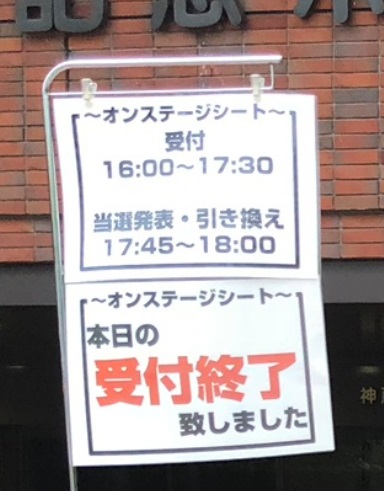 ～オンステージシート～
受付
16:00～17:30
当選発表・引き換え
17:45～18:00
～オンステージシート～
本日の
受付終了
致しました
神